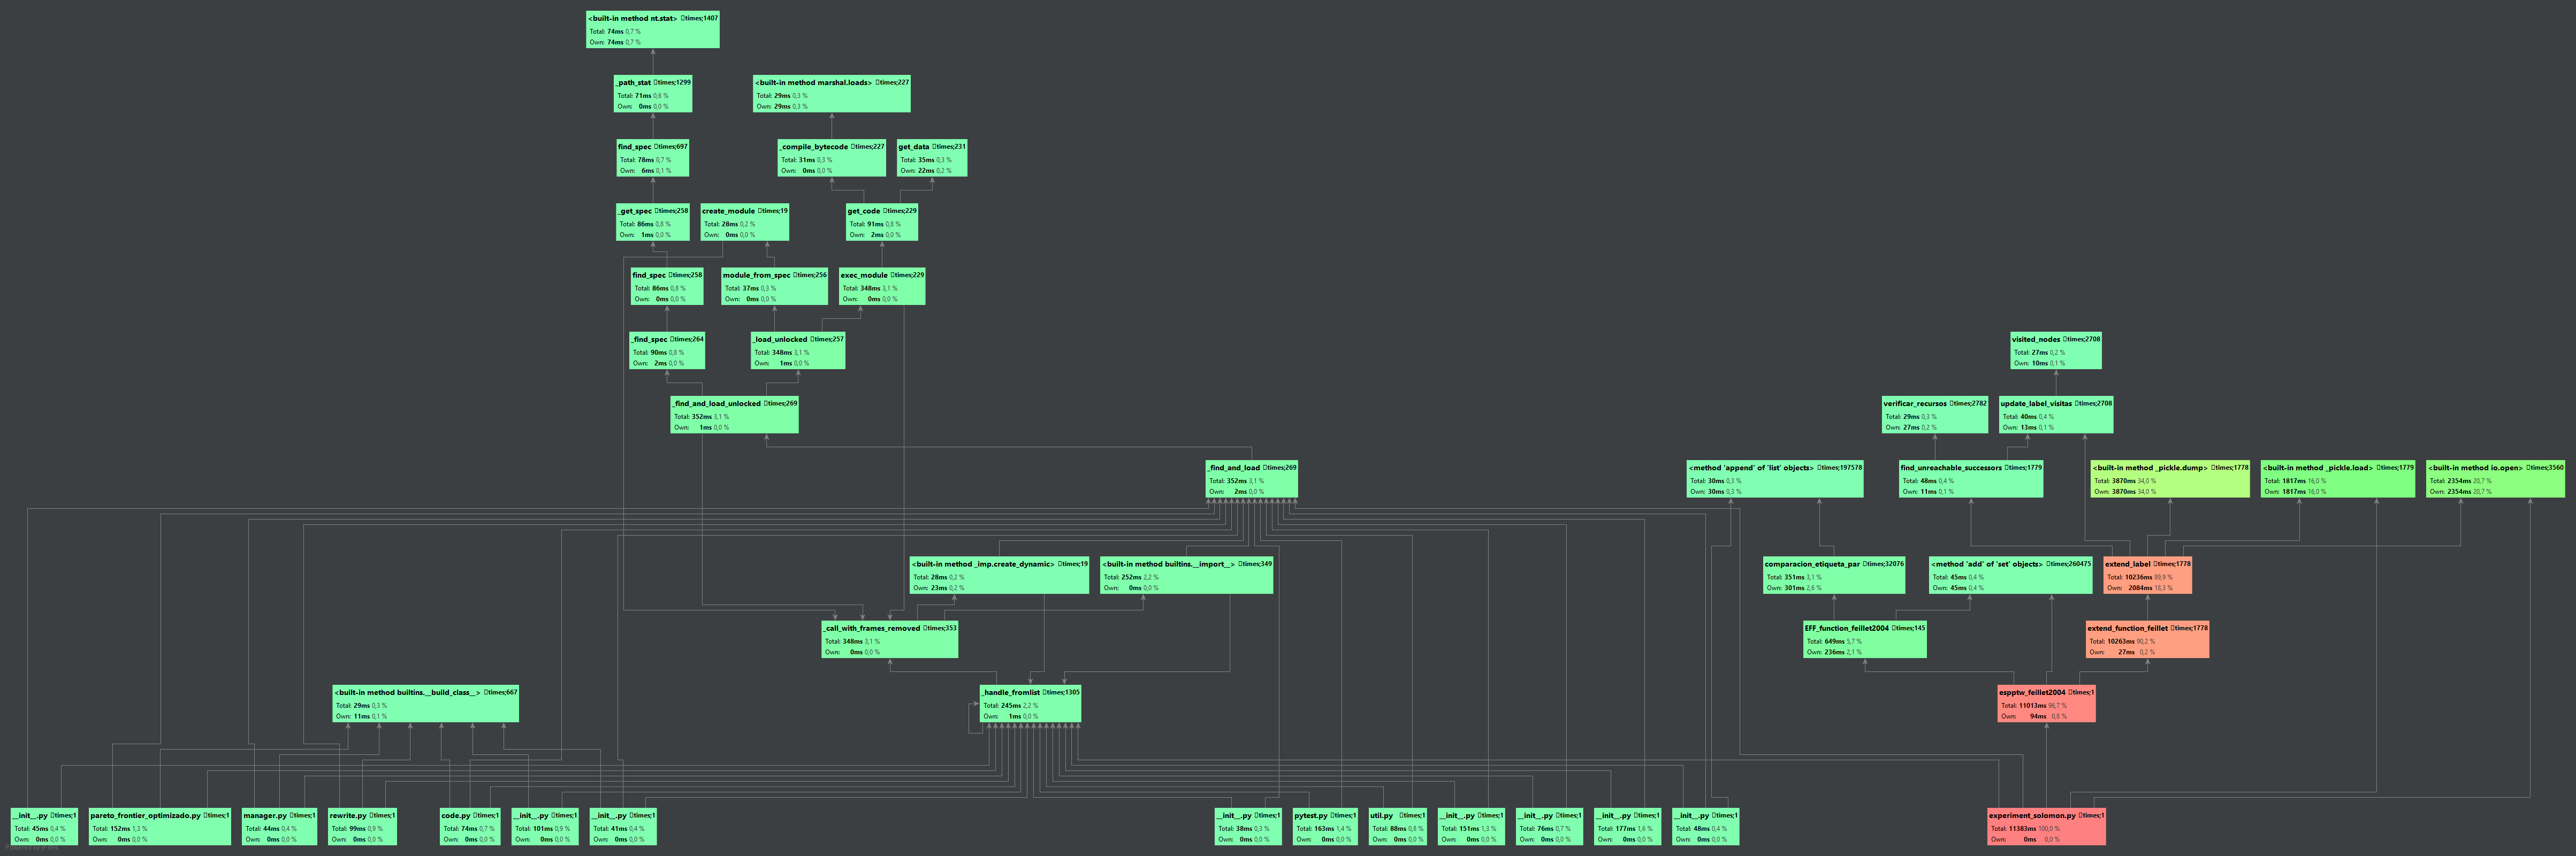 <built-in method nt.stat> times;1407
Total: 74ms 0,7 %
Own: 74ms 0,7 %
_path_stat times;1299
Total: 71ms 0,6 %
Own: 0ms 0,0 %
<built-in method marshal.loads> times;227
Total: 29ms 0,3 %
Own: 29ms 0,3 %
find_spec times;697
Total: 78ms 0,7 %
Own: 6ms 0,1 %
_compile_bytecode times;227
Total: 31ms 0,3 %
Own: 0ms 0,0 %
get_data times;231
Total: 35ms 0,3 %
Own: 22ms 0,2 %
_get_spec times;258
Total: 86ms 0,8 %
Own: 1ms 0,0 %
create_module times;19
Total: 28ms 0,2 %
Own: 0ms 0,0 %
get_code times;229
Total: 91ms 0,8 %
Own: 2ms 0,0 %
find_spec times;258
Total: 86ms 0,8 %
Own: 0ms 0,0 %
module_from_spec times;256
Total: 37ms 0,3 %
Own: 0ms 0,0 %
exec_module times;229
Total: 348ms 3,1 %
Own: 0ms 0,0 %
_find_spec times;264
Total: 90ms 0,8 %
Own: 2ms 0,0 %
_load_unlocked times;257
Total: 348ms 3,1 %
Own: 1ms 0,0 %
visited_nodes times;2708
Total: 27ms 0,2 %
Own: 10ms 0,1 %
_find_and_load_unlocked times;269
Total: 352ms 3,1 %
Own: 1ms 0,0 %
verificar_recursos times;2782
Total: 29ms 0,3 %
Own: 27ms 0,2 %
update_label_visitas times;2708
Total: 40ms 0,4 %
Own: 13ms 0,1 %
_find_and_load times;269
Total: 352ms 3,1 %
Own: 2ms 0,0 %
<method 'append' of 'list' objects> times;197578
Total: 30ms 0,3 %
Own: 30ms 0,3 %
find_unreachable_successors times;1779
Total: 48ms 0,4 %
Own: 11ms 0,1 %
<built-in method _pickle.dump> times;1778
Total: 3870ms 34,0 %
Own: 3870ms 34,0 %
<built-in method _pickle.load> times;1779
Total: 1817ms 16,0 %
Own: 1817ms 16,0 %
<built-in method io.open> times;3560
Total: 2354ms 20,7 %
Own: 2354ms 20,7 %
<built-in method _imp.create_dynamic> times;19
Total: 28ms 0,2 %
Own: 23ms 0,2 %
<built-in method builtins.__import__> times;349
Total: 252ms 2,2 %
Own: 0ms 0,0 %
comparacion_etiqueta_par times;32076
Total: 351ms 3,1 %
Own: 301ms 2,6 %
<method 'add' of 'set' objects> times;260475
Total: 45ms 0,4 %
Own: 45ms 0,4 %
extend_label times;1778
Total: 10236ms 89,9 %
Own: 2084ms 18,3 %
_call_with_frames_removed times;353
Total: 348ms 3,1 %
Own: 0ms 0,0 %
EFF_function_feillet2004 times;145
Total: 649ms 5,7 %
Own: 236ms 2,1 %
extend_function_feillet times;1778
Total: 10263ms 90,2 %
Own: 27ms 0,2 %
<built-in method builtins.__build_class__> times;667
Total: 29ms 0,3 %
Own: 11ms 0,1 %
_handle_fromlist times;1305
Total: 245ms 2,2 %
Own: 1ms 0,0 %
espptw_feillet2004 times;1
Total: 11013ms 96,7 %
Own: 94ms 0,8 %
__init__.py times;1
Total: 45ms 0,4 %
Own: 0ms 0,0 %
pareto_frontier_optimizado.py times;1
Total: 152ms 1,3 %
Own: 0ms 0,0 %
manager.py times;1
Total: 44ms 0,4 %
Own: 0ms 0,0 %
rewrite.py times;1
Total: 99ms 0,9 %
Own: 0ms 0,0 %
code.py times;1
Total: 74ms 0,7 %
Own: 0ms 0,0 %
__init__.py times;1
Total: 101ms 0,9 %
Own: 0ms 0,0 %
__init__.py times;1
Total: 41ms 0,4 %
Own: 0ms 0,0 %
__init__.py times;1
Total: 38ms 0,3 %
Own: 0ms 0,0 %
pytest.py times;1
Total: 163ms 1,4 %
Own: 0ms 0,0 %
util.py times;1
Total: 88ms 0,8 %
Own: 0ms 0,0 %
__init__.py times;1
Total: 151ms 1,3 %
Own: 0ms 0,0 %
__init__.py times;1
Total: 76ms 0,7 %
Own: 0ms 0,0 %
__init__.py times;1
Total: 177ms 1,6 %
Own: 0ms 0,0 %
__init__.py times;1
Total: 48ms 0,4 %
Own: 0ms 0,0 %
experiment_solomon.py times;1
Total: 11383ms 100,0 %
Own: 0ms 0,0 %
Powered by yFiles